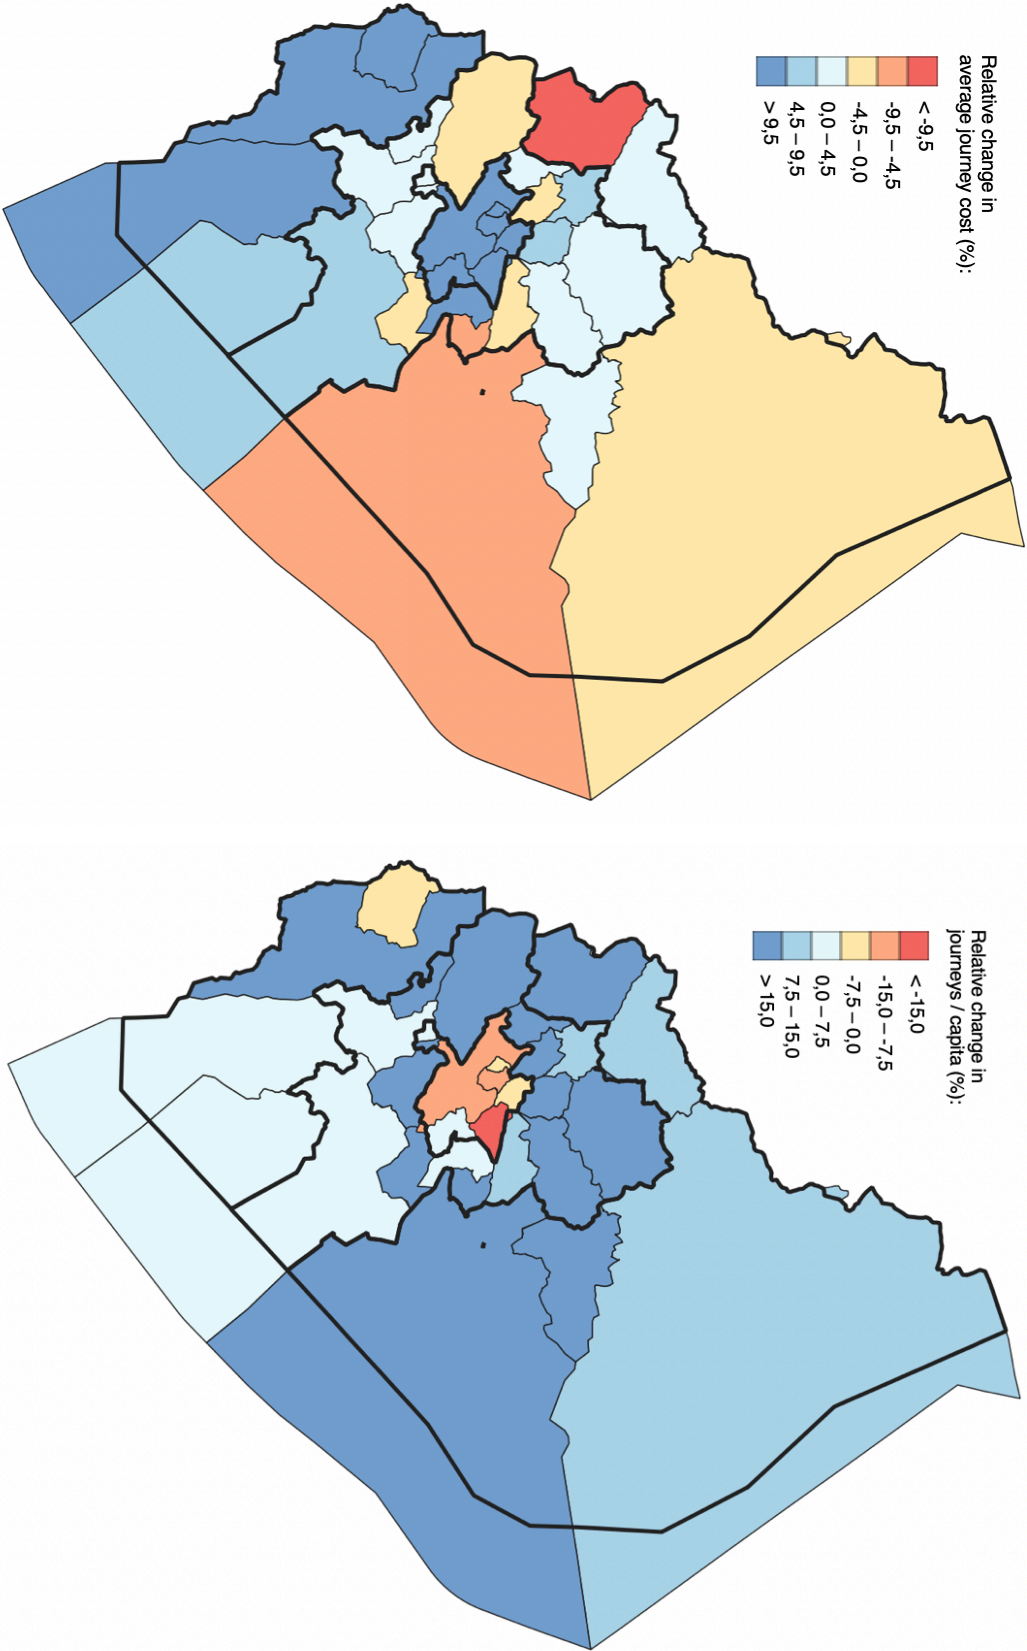 Relative change in
average journey cost (%):
< -9,5
-9,5 – -4,5
-4,5 – 0,0
0,0 – 4,5
4,5 – 9,5
> 9,5
Relative change in
journeys / capita (%):
< -15,0
-15,0 – -7,5
-7,5 – 0,0
0,0 – 7,5
7,5 – 15,0
> 15,0